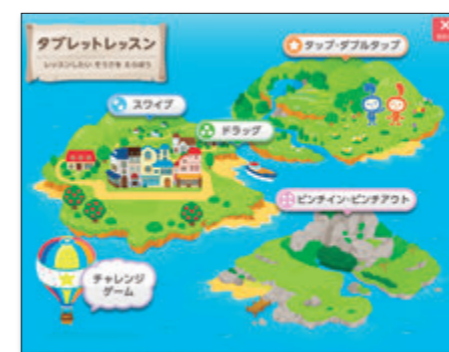 タブレットレッスン
レッスンしたい そうさを えらぼう
タップ・ダブルタップ
スワイプ
ドラッグ
ピンチイン・ピンチアウト
チャレンジ
ゲーム